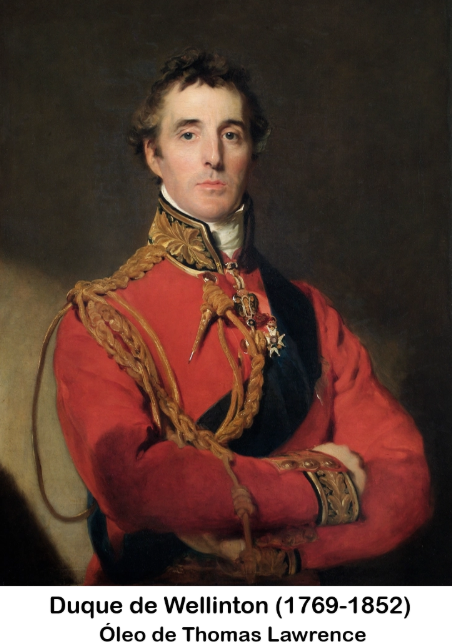 Duque de Wellinton (1769-1852)
Óleo de Thomas Lawrence